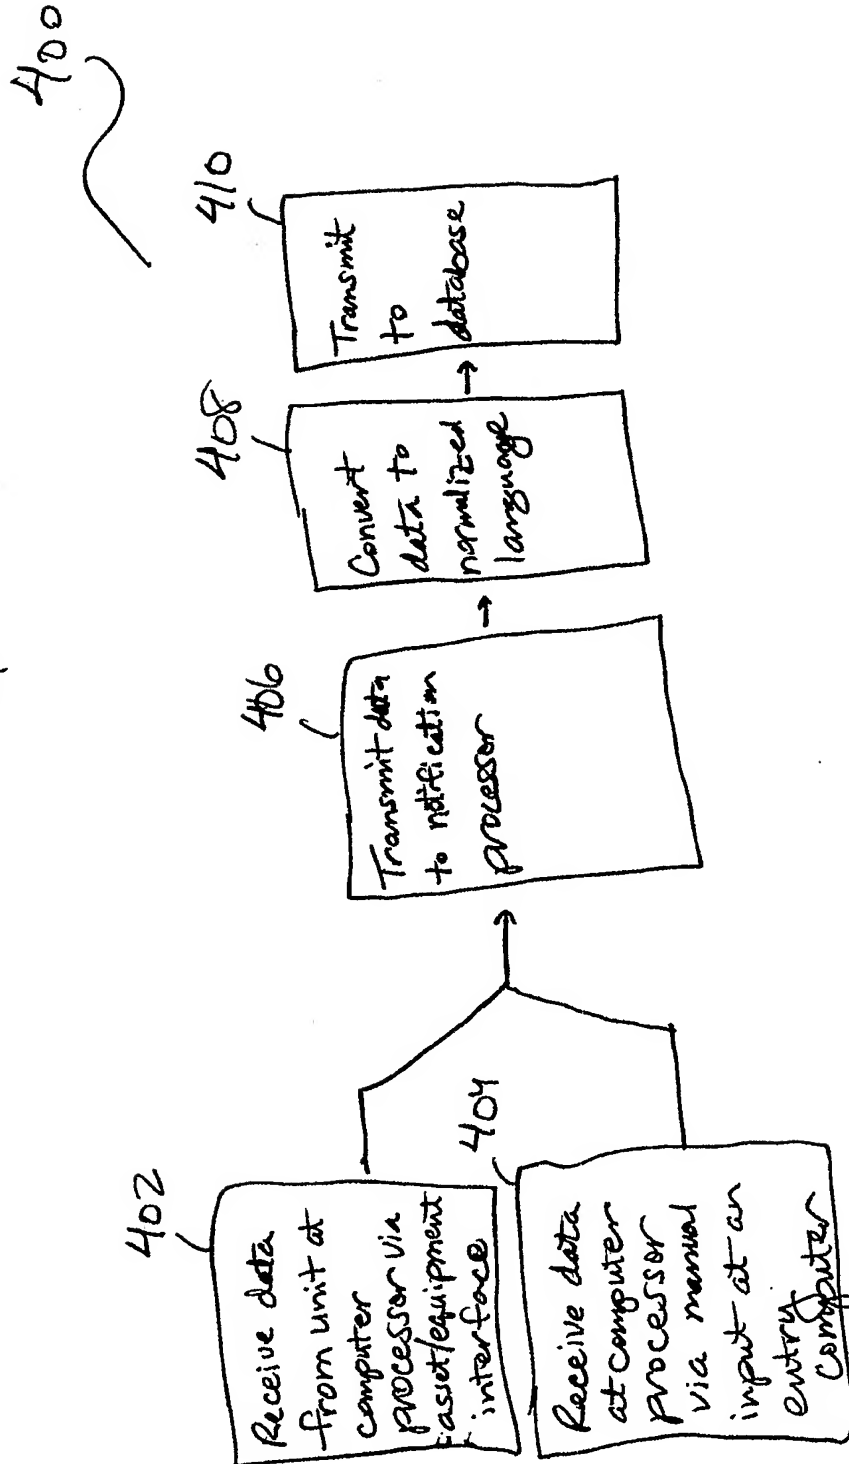 400
402
Receive data
from unit at
computer
processor via
asset/equipment
interface
404
Receive data
at computer
processor
via manual
input at an
entry
computer
406
Transmit data
to notification
processor
408
Convert
data to
normalized
language
410
Transmit
to
database